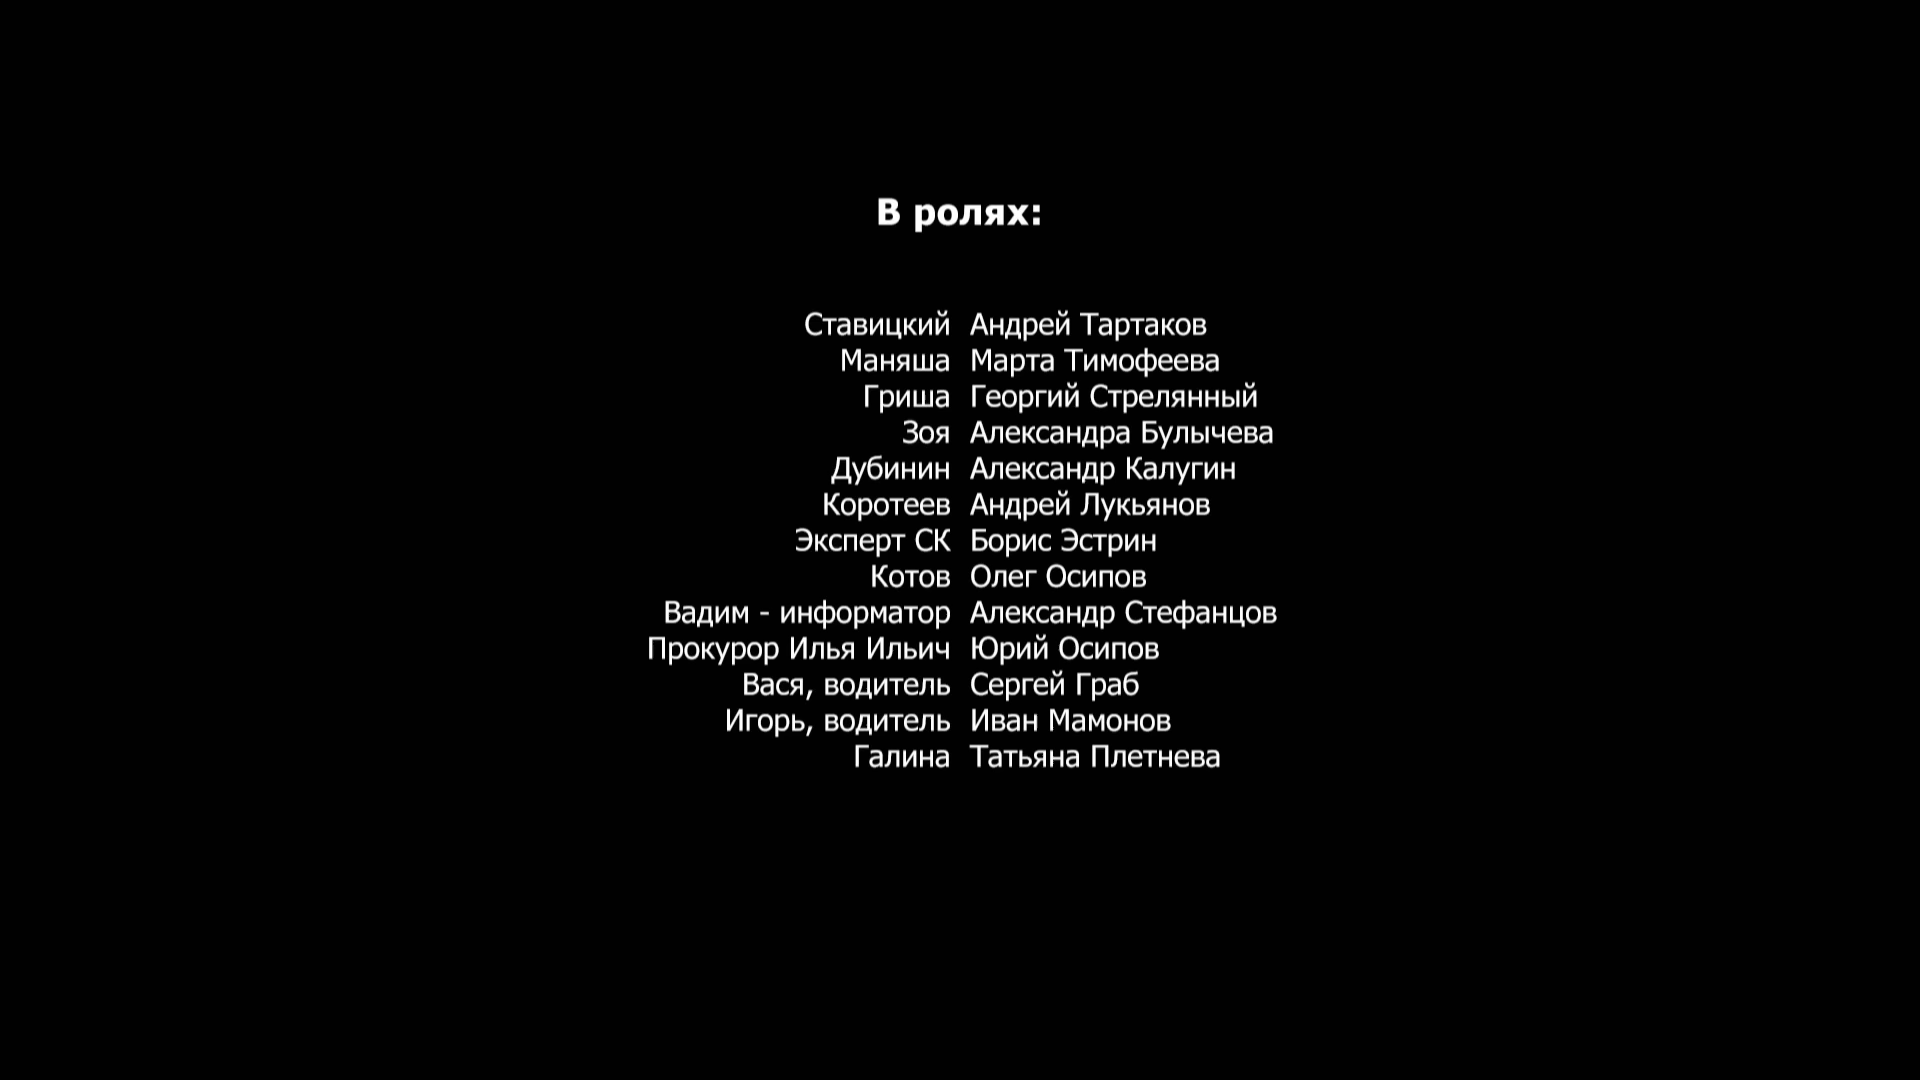 В ролях:
Ставицкий Андрей Тартаков
Маняша Марта Тимофеева
Гриша Георгий Стрелянный
Зоя Александра Булычева
Дубинин Александр Калугин
Коротеев Андрей Лукьянов
Эксперт СК Борис Эстрин
Котов Олег Осипов
Вадим - информатор Александр Стефанцов
Прокурор Илья Ильич Юрий Осипов
Вася, водитель Сергей Граб
Игорь, водитель Иван Мамонов
Галина Татьяна Плетнева